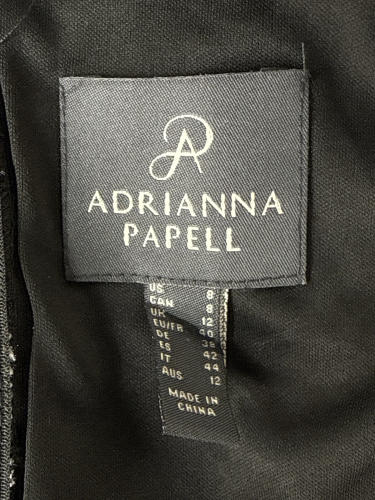 ADRIANNA
PAPELL
US 8
CAN 8
UK 12
EU/FR 40
DE 38
ES 42
IT 44
AUS 12
MADE IN
CHINA